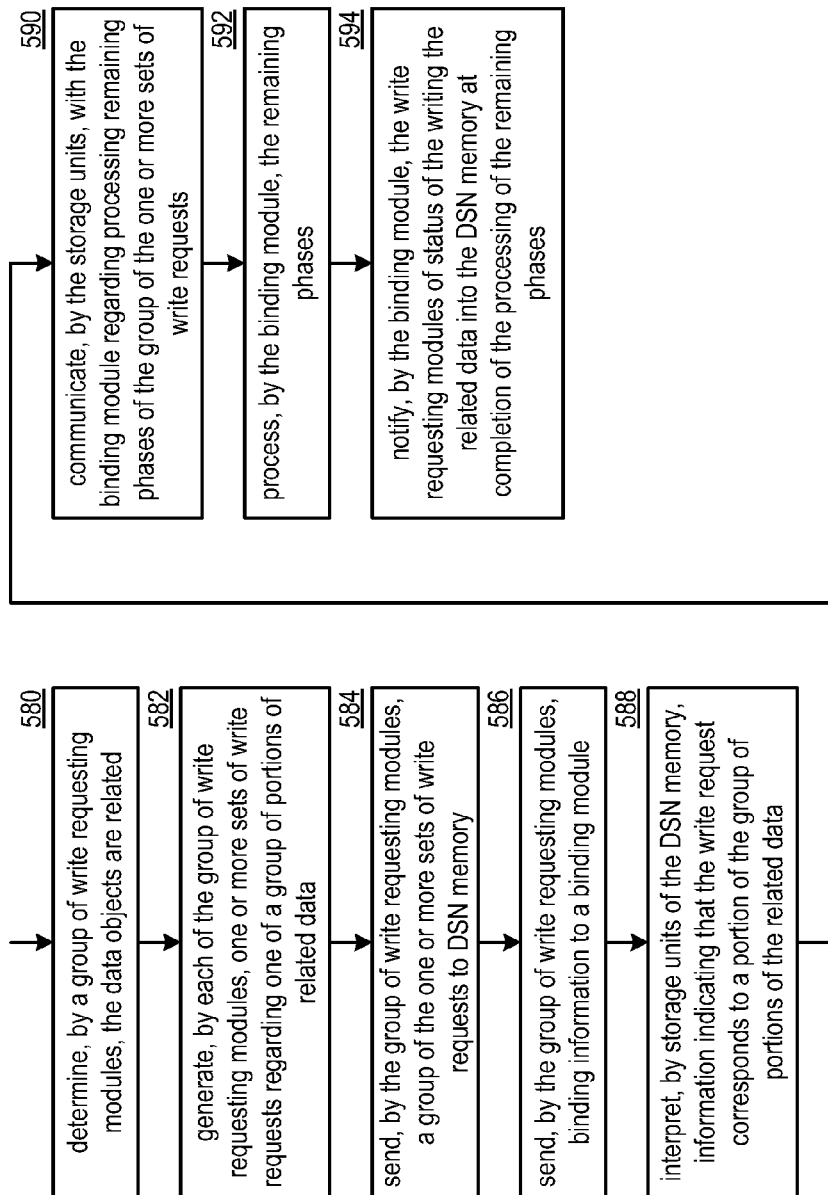 580
determine, by a group of write requesting
modules, the data objects are related
582
generate, by each of the group of write
requesting modules, one or more sets of write
requests regarding one of a group of portions of
related data
584
send, by the group of write requesting modules,
a group of the one or more sets of write
requests to DSN memory
586
send, by the group of write requesting modules,
binding information to a binding module
588
interpret, by storage units of the DSN memory,
information indicating that the write request
corresponds to a portion of the group of
portions of the related data
590
communicate, by the storage units, with the
binding module regarding processing remaining
phases of the group of the one or more sets of
write requests
592
process, by the binding module, the remaining
phases
594
notify, by the binding module, the write
requesting modules of status of the writing the
related data into the DSN memory at
completion of the processing of the remaining
phases